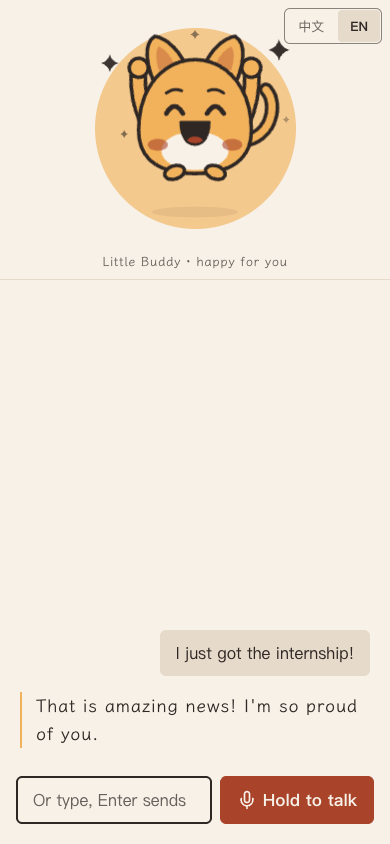 中文 EN
Little Buddy • happy for you
I just got the internship!
That is amazing news! I'm so proud
of you.
Or type, Enter sends
Hold to talk